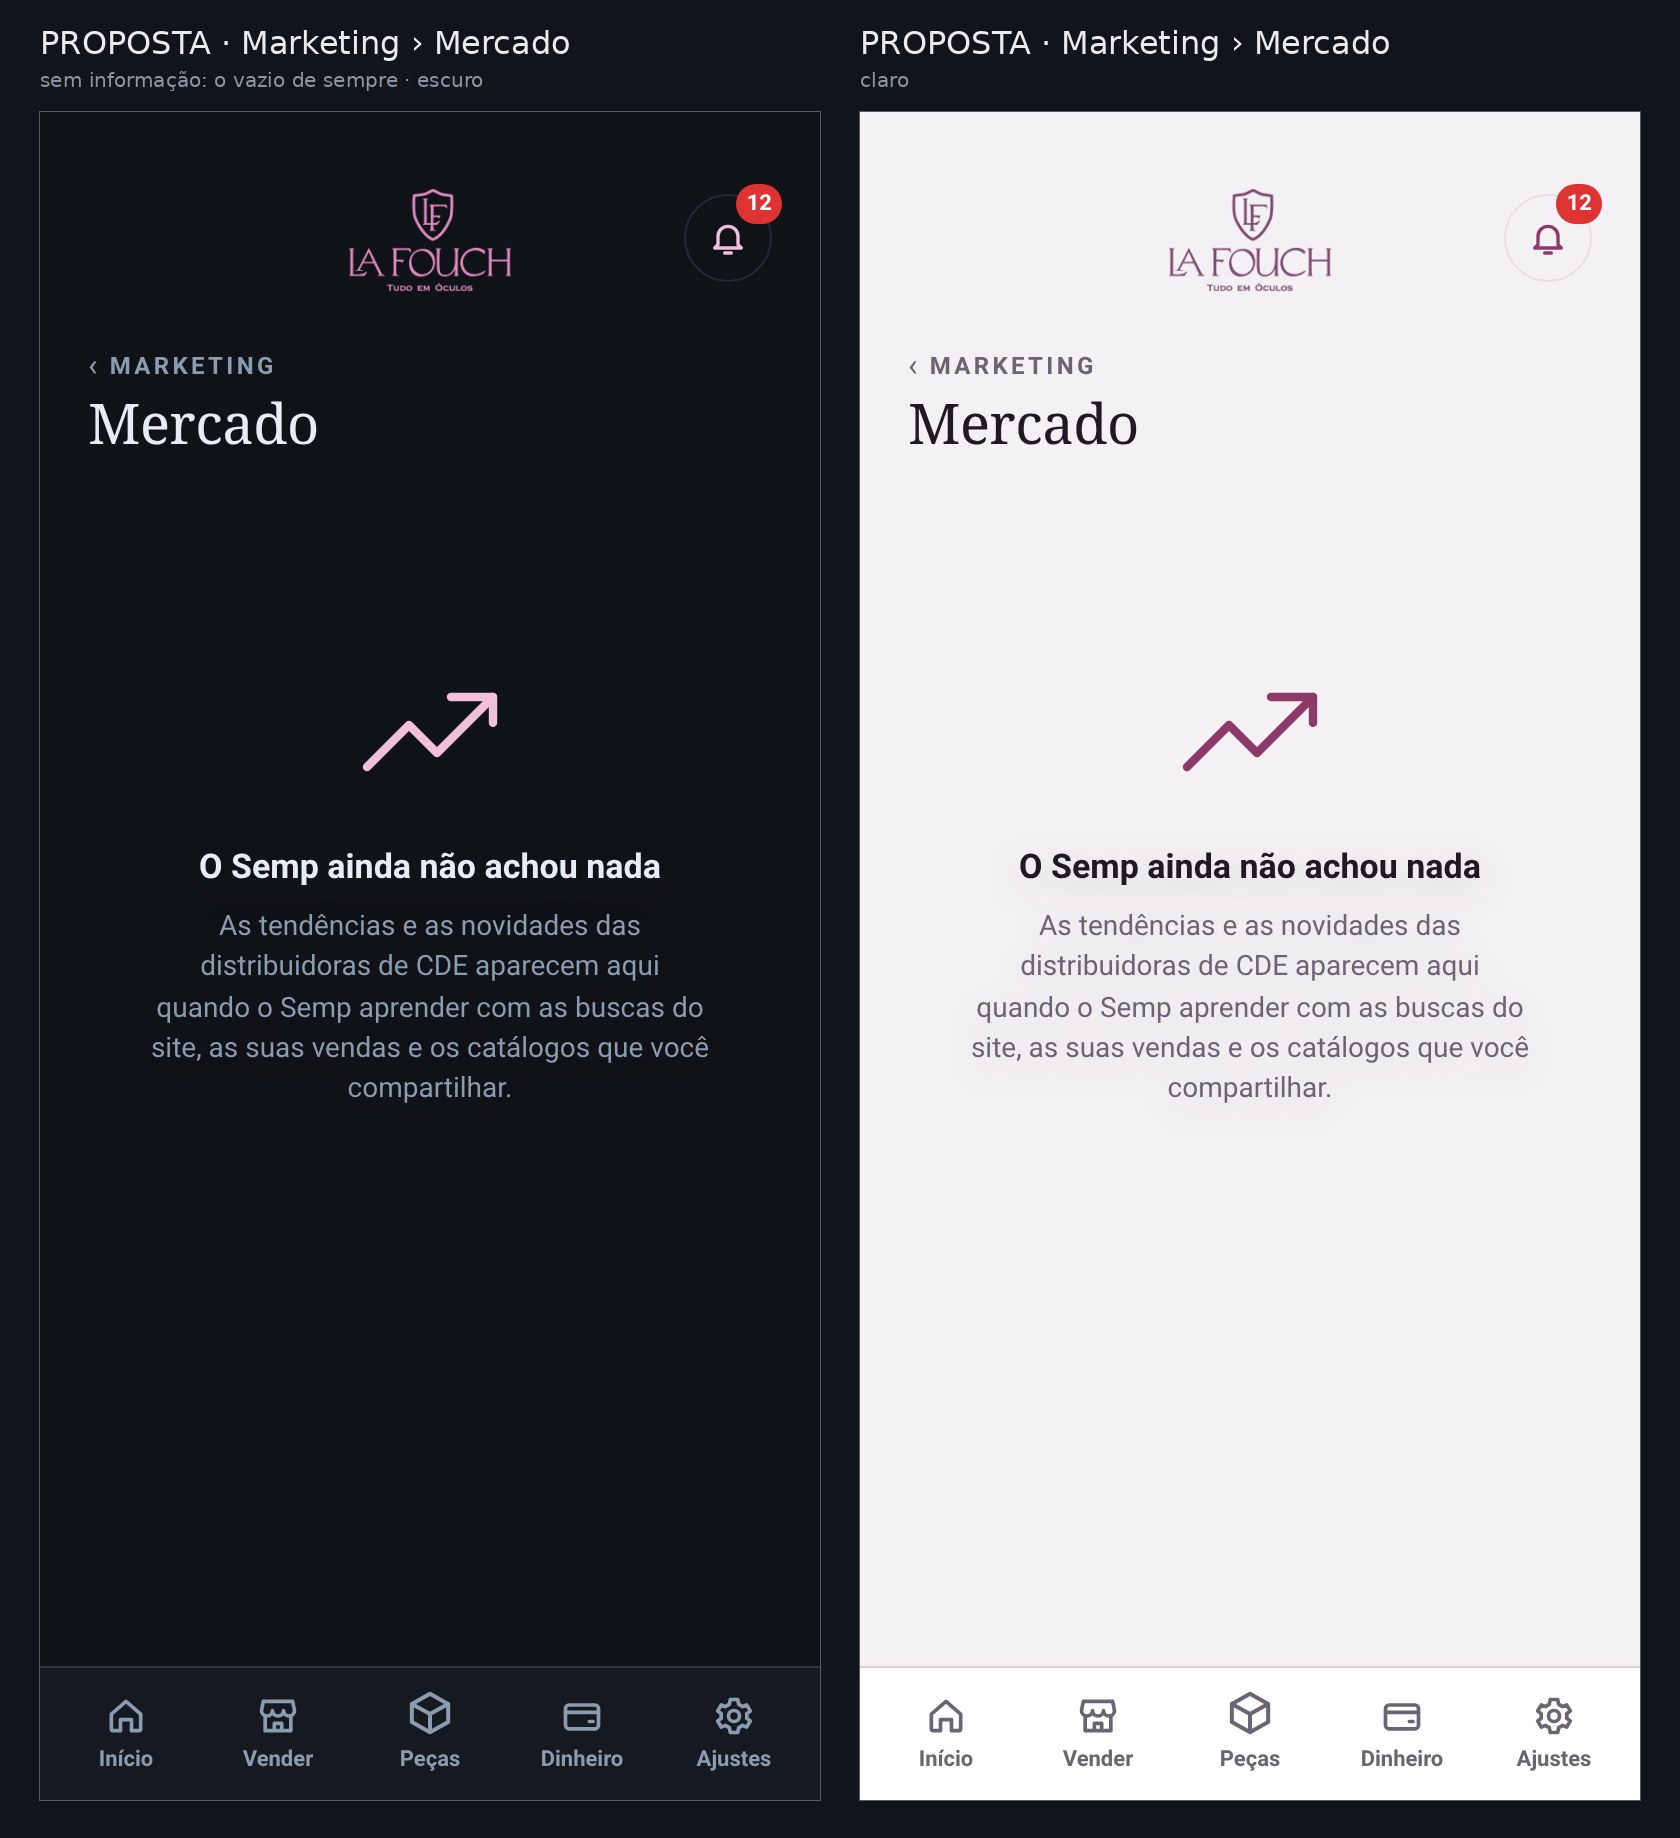 PROPOSTA · Marketing › Mercado
sem informação: o vazio de sempre · escuro
LF
LA FOUCH
TUDO EM ÓCULOS
12
‹ MARKETING
Mercado
O Semp ainda não achou nada
As tendências e as novidades das
distribuidoras de CDE aparecem aqui
quando o Semp aprender com as buscas do
site, as suas vendas e os catálogos que você
compartilhar.
Início
Vender
Peças
Dinheiro
Ajustes
PROPOSTA · Marketing › Mercado
claro
LF
LA FOUCH
TUDO EM ÓCULOS
12
‹ MARKETING
Mercado
O Semp ainda não achou nada
As tendências e as novidades das
distribuidoras de CDE aparecem aqui
quando o Semp aprender com as buscas do
site, as suas vendas e os catálogos que você
compartilhar.
Início
Vender
Peças
Dinheiro
Ajustes